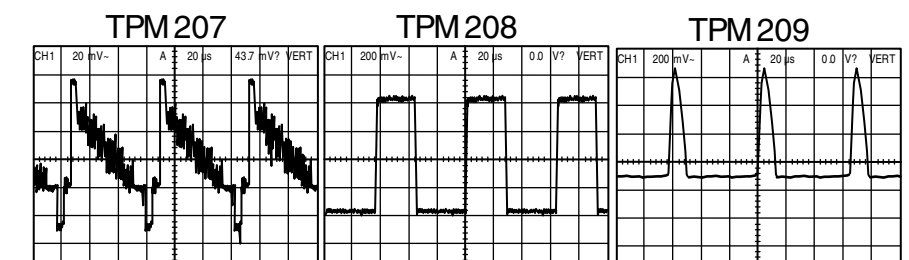 TPM 207 TPM 208 TPM 209
CH1 20 mV~ A 20 µs 43.7 mV? VERT
CH1 200 mV~ A 20 µs 0.0 V? VERT
CH1 200 mV~ A 20 µs 0.0 V? VERT